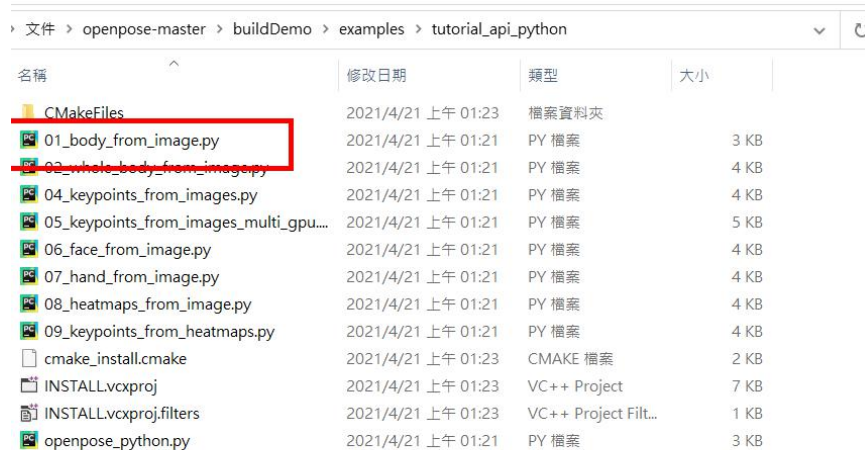 文件 > openpose-master > buildDemo > examples > tutorial_api_python
名稱 修改日期 類型 大小
CMakeFiles 2021/4/21 上午 01:23 檔案資料夾
01_body_from_image.py 2021/4/21 上午 01:21 PY 檔案 3 KB
02_whole_body_from_image.py 2021/4/21 上午 01:21 PY 檔案 4 KB
04_keypoints_from_images.py 2021/4/21 上午 01:21 PY 檔案 4 KB
05_keypoints_from_images_multi_gpu.... 2021/4/21 上午 01:21 PY 檔案 5 KB
06_face_from_image.py 2021/4/21 上午 01:21 PY 檔案 4 KB
07_hand_from_image.py 2021/4/21 上午 01:21 PY 檔案 4 KB
08_heatmaps_from_image.py 2021/4/21 上午 01:21 PY 檔案 4 KB
09_keypoints_from_heatmaps.py 2021/4/21 上午 01:21 PY 檔案 4 KB
cmake_install.cmake 2021/4/21 上午 01:23 CMAKE 檔案 2 KB
INSTALL.vcxproj 2021/4/21 上午 01:23 VC++ Project 7 KB
INSTALL.vcxproj.filters 2021/4/21 上午 01:23 VC++ Project Filt... 1 KB
openpose_python.py 2021/4/21 上午 01:21 PY 檔案 3 KB